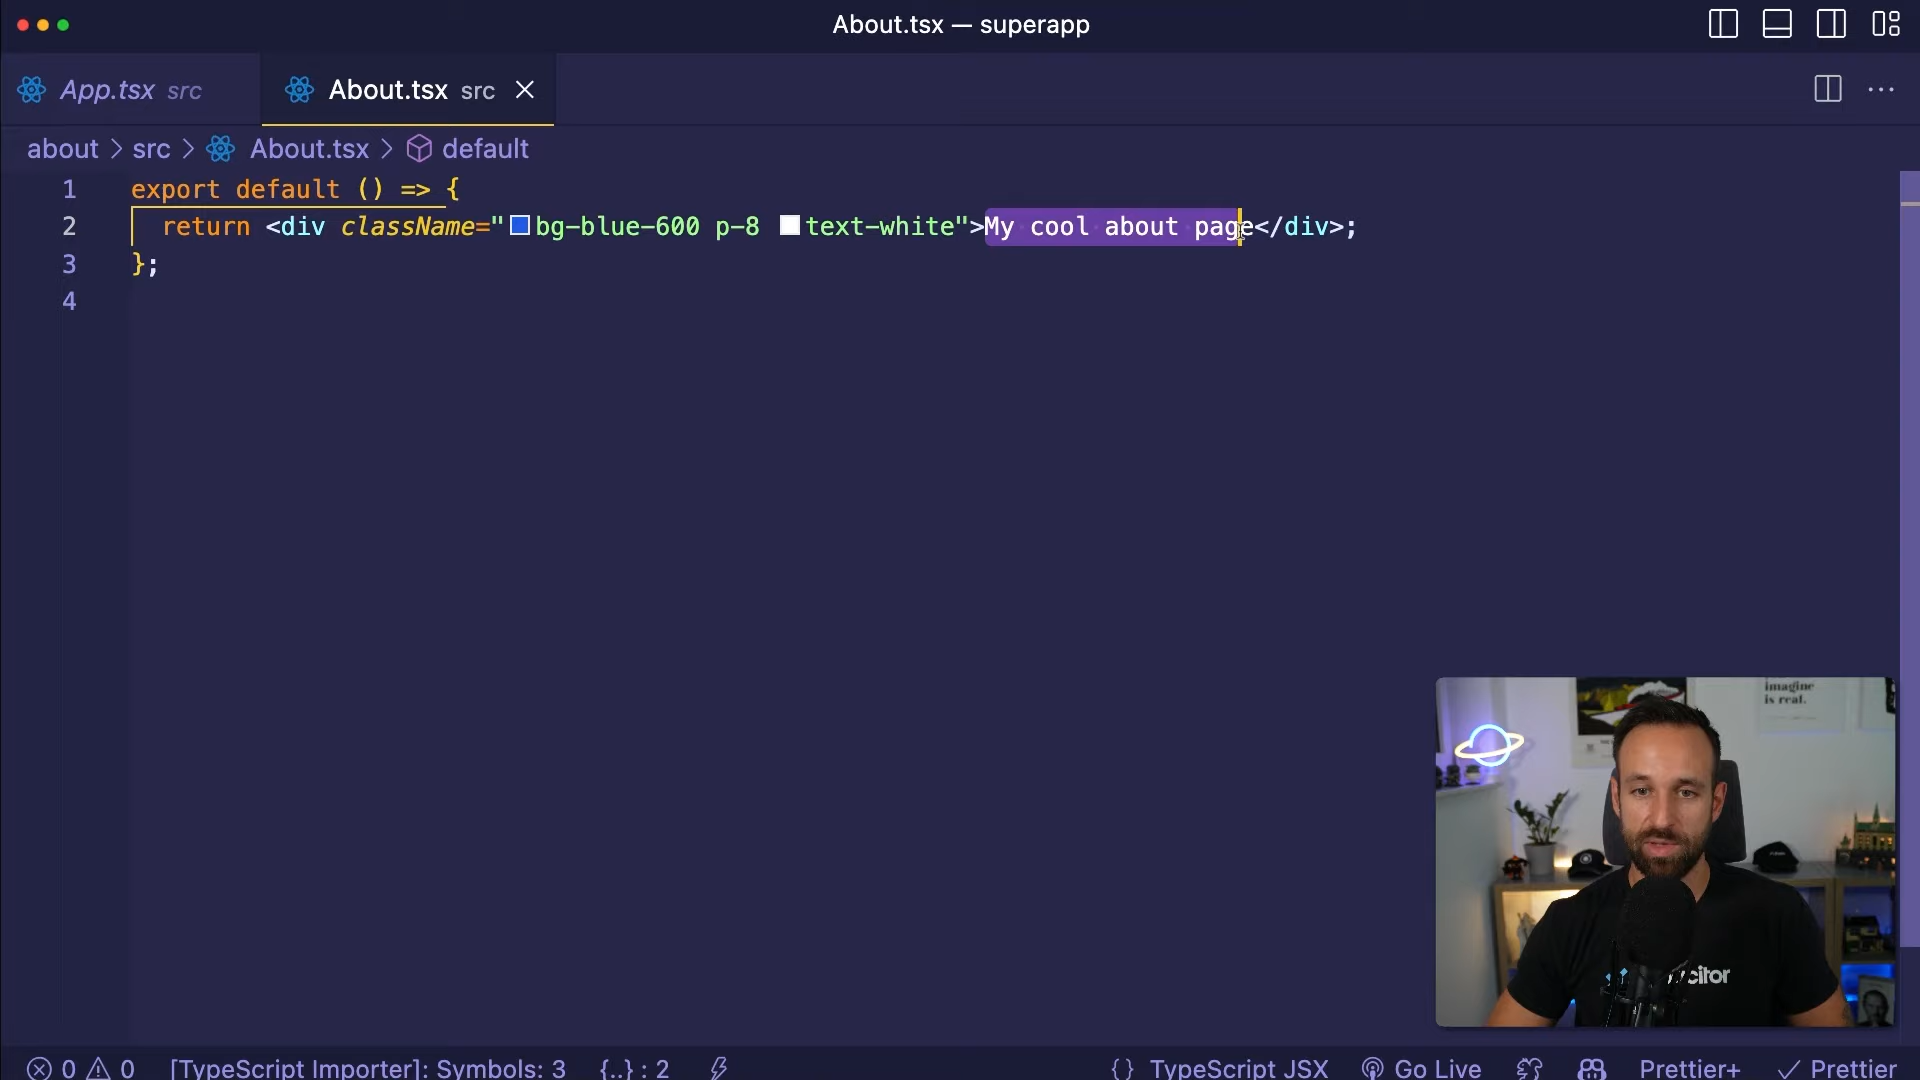 About.tsx — superapp
App.tsx src
About.tsx src
about > src > About.tsx > default
1 export default () => {
2 return <div className="bg-blue-600 p-8 text-white">My cool about page</div>;
3 };
4
imagine
is real.
citor
0 0 [TypeScript Importer]: Symbols: 3 {..} : 2 {} TypeScript JSX Go Live Prettier+ Prettier